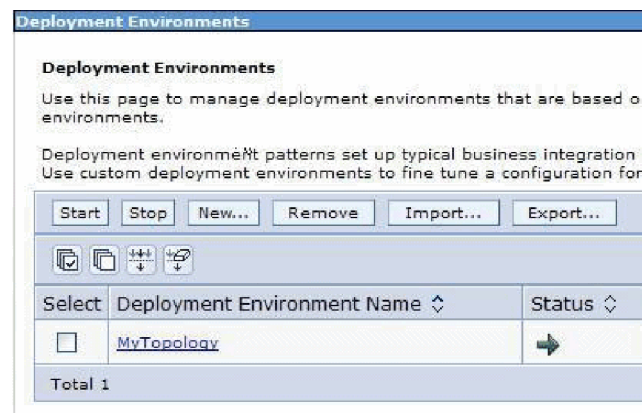 Deployment Environments
Deployment Environments
Use this page to manage deployment environments that are based o
environments.
Deployment environment patterns set up typical business integration
Use custom deployment environments to fine tune a configuration for
Start Stop New... Remove Import... Export...
Select Deployment Environment Name Status
MyTopology
Total 1